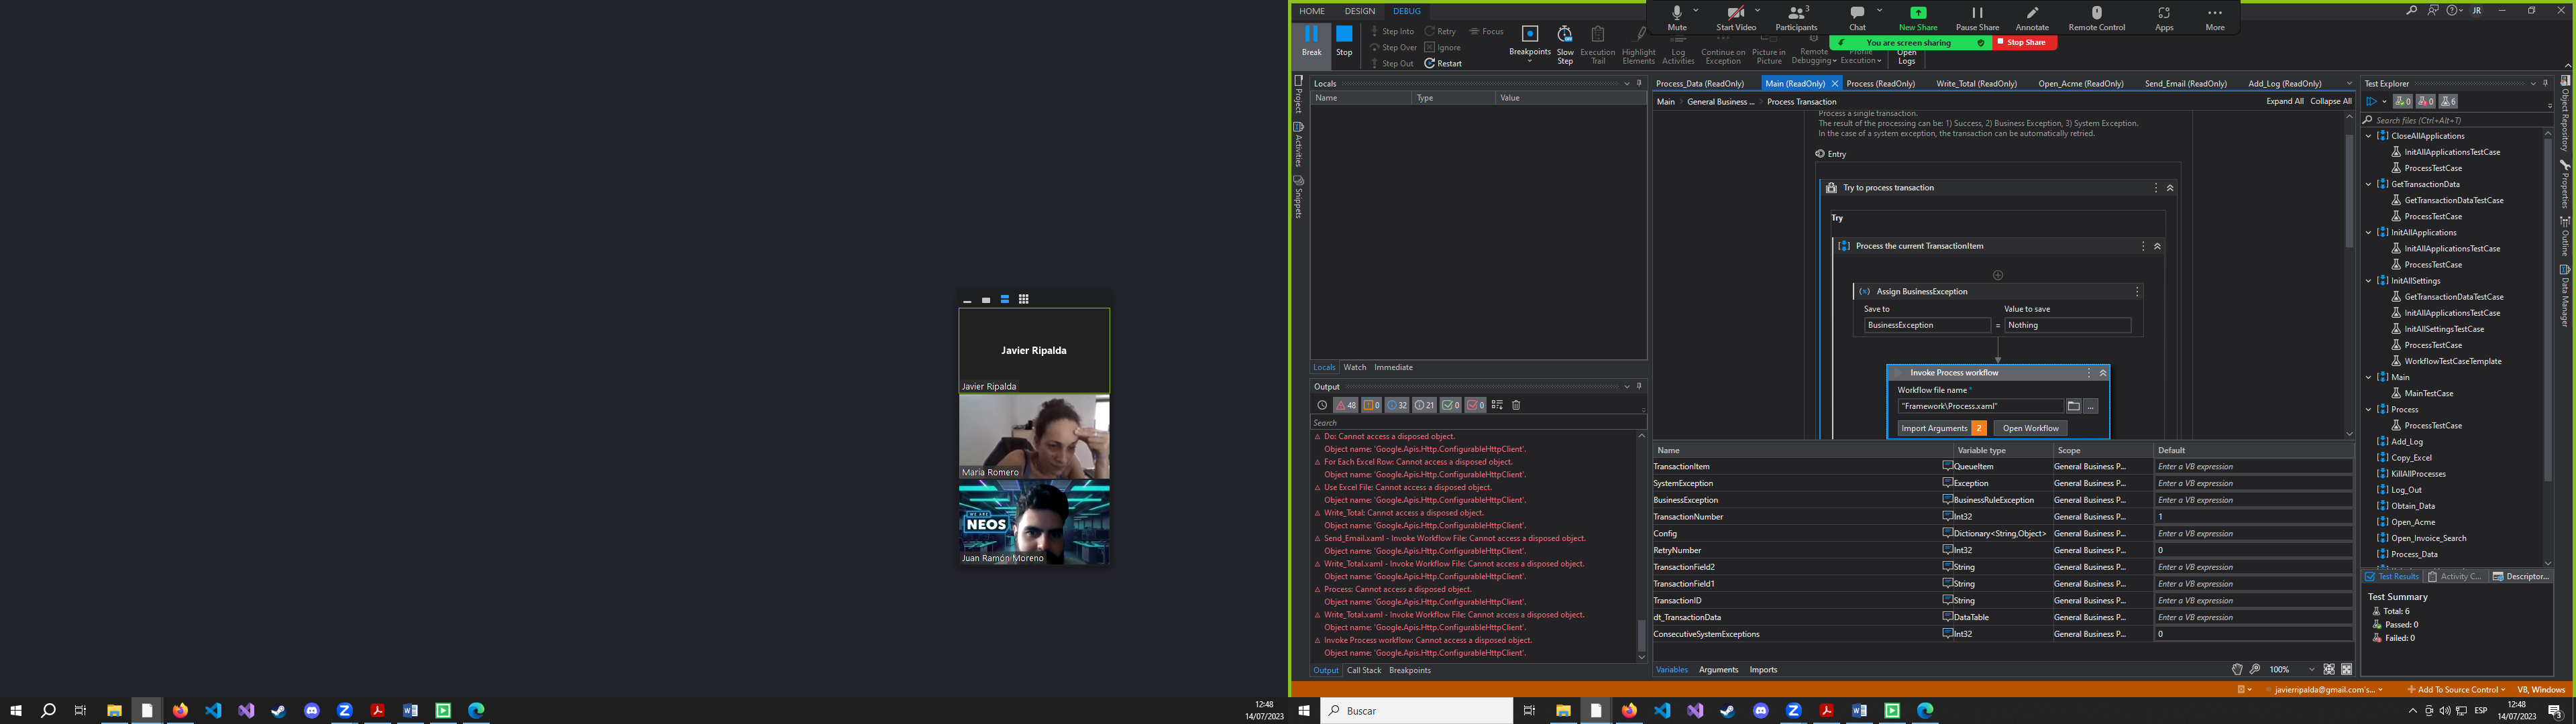 HOME DESIGN DEBUG
Mute Start Video Participants 3 Chat New Share Pause Share Annotate Remote Control Apps More
JR
You are screen sharing Stop Share
Break Stop
Step Into Retry Focus
Step Over Ignore
Step Out Restart
Breakpoints Slow Step Execution Trail Highlight Elements Log Activities Continue on Exception Picture in Picture Remote Debugging Profile Execution Open Logs
Project
Activities
Snippets
Locals
Name Type Value
Locals Watch Immediate
Output
48 0 32 21 0 0
Search
Do: Cannot access a disposed object.
Object name: 'Google.Apis.Http.ConfigurableHttpClient'.
For Each Excel Row: Cannot access a disposed object.
Object name: 'Google.Apis.Http.ConfigurableHttpClient'.
Use Excel File: Cannot access a disposed object.
Object name: 'Google.Apis.Http.ConfigurableHttpClient'.
Write_Total: Cannot access a disposed object.
Object name: 'Google.Apis.Http.ConfigurableHttpClient'.
Send_Email.xaml - Invoke Workflow File: Cannot access a disposed object.
Object name: 'Google.Apis.Http.ConfigurableHttpClient'.
Write_Total.xaml - Invoke Workflow File: Cannot access a disposed object.
Object name: 'Google.Apis.Http.ConfigurableHttpClient'.
Process: Cannot access a disposed object.
Object name: 'Google.Apis.Http.ConfigurableHttpClient'.
Write_Total.xaml - Invoke Workflow File: Cannot access a disposed object.
Object name: 'Google.Apis.Http.ConfigurableHttpClient'.
Invoke Process workflow: Cannot access a disposed object.
Object name: 'Google.Apis.Http.ConfigurableHttpClient'.
Output Call Stack Breakpoints
Process_Data (ReadOnly) Main (ReadOnly) Process (ReadOnly) Write_Total (ReadOnly) Open_Acme (ReadOnly) Send_Email (ReadOnly) Add_Log (ReadOnly)
Main General Business ... Process Transaction Expand All Collapse All
Process a single transaction.
The result of the processing can be: 1) Success, 2) Business Exception, 3) System Exception.
In the case of a system exception, the transaction can be automatically retried.
Entry
Try to process transaction
Try
Process the current TransactionItem
Assign BusinessException
Save to Value to save
BusinessException = Nothing
Invoke Process workflow
Workflow file name *
"Framework\Process.xaml" ...
Import Arguments 2 Open Workflow
Name Variable type Scope Default
TransactionItem QueueItem General Business P... Enter a VB expression
SystemException Exception General Business P... Enter a VB expression
BusinessException BusinessRuleException General Business P... Enter a VB expression
TransactionNumber Int32 General Business P... 1
Config Dictionary<String,Object> General Business P... Enter a VB expression
RetryNumber Int32 General Business P... 0
TransactionField2 String General Business P... Enter a VB expression
TransactionField1 String General Business P... Enter a VB expression
TransactionID String General Business P... Enter a VB expression
dt_TransactionData DataTable General Business P... Enter a VB expression
ConsecutiveSystemExceptions Int32 General Business P... 0
Variables Arguments Imports 100%
Test Explorer
0 0 6
Search files (Ctrl+Alt+T)
CloseAllApplications
InitAllApplicationsTestCase
ProcessTestCase
GetTransactionData
GetTransactionDataTestCase
ProcessTestCase
InitAllApplications
InitAllApplicationsTestCase
ProcessTestCase
InitAllSettings
GetTransactionDataTestCase
InitAllApplicationsTestCase
InitAllSettingsTestCase
ProcessTestCase
WorkflowTestCaseTemplate
Main
MainTestCase
Process
ProcessTestCase
Add_Log
Copy_Excel
KillAllProcesses
Log_Out
Obtain_Data
Open_Acme
Open_Invoice_Search
Process_Data
Test Results Activity C... Descriptor...
Test Summary
Total: 6
Passed: 0
Failed: 0
Object Repository
Properties
Outline
Data Manager
javierripalda@gmail.com's... Add To Source Control VB, Windows
Javier Ripalda
Javier Ripalda
María Romero
WE ARE
NEOS
Juan Ramón Moreno
12:48
14/07/2023
Buscar
ESP
12:48
14/07/2023
3